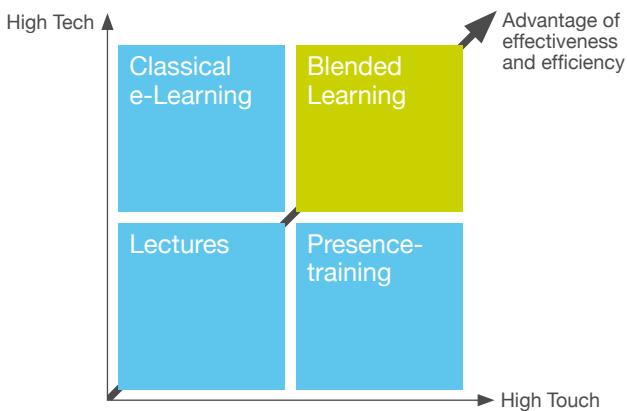 High Tech
Advantage of
effectiveness
and efficiency
Classical
e-Learning
Blended
Learning
Lectures
Presence-
training
High Touch